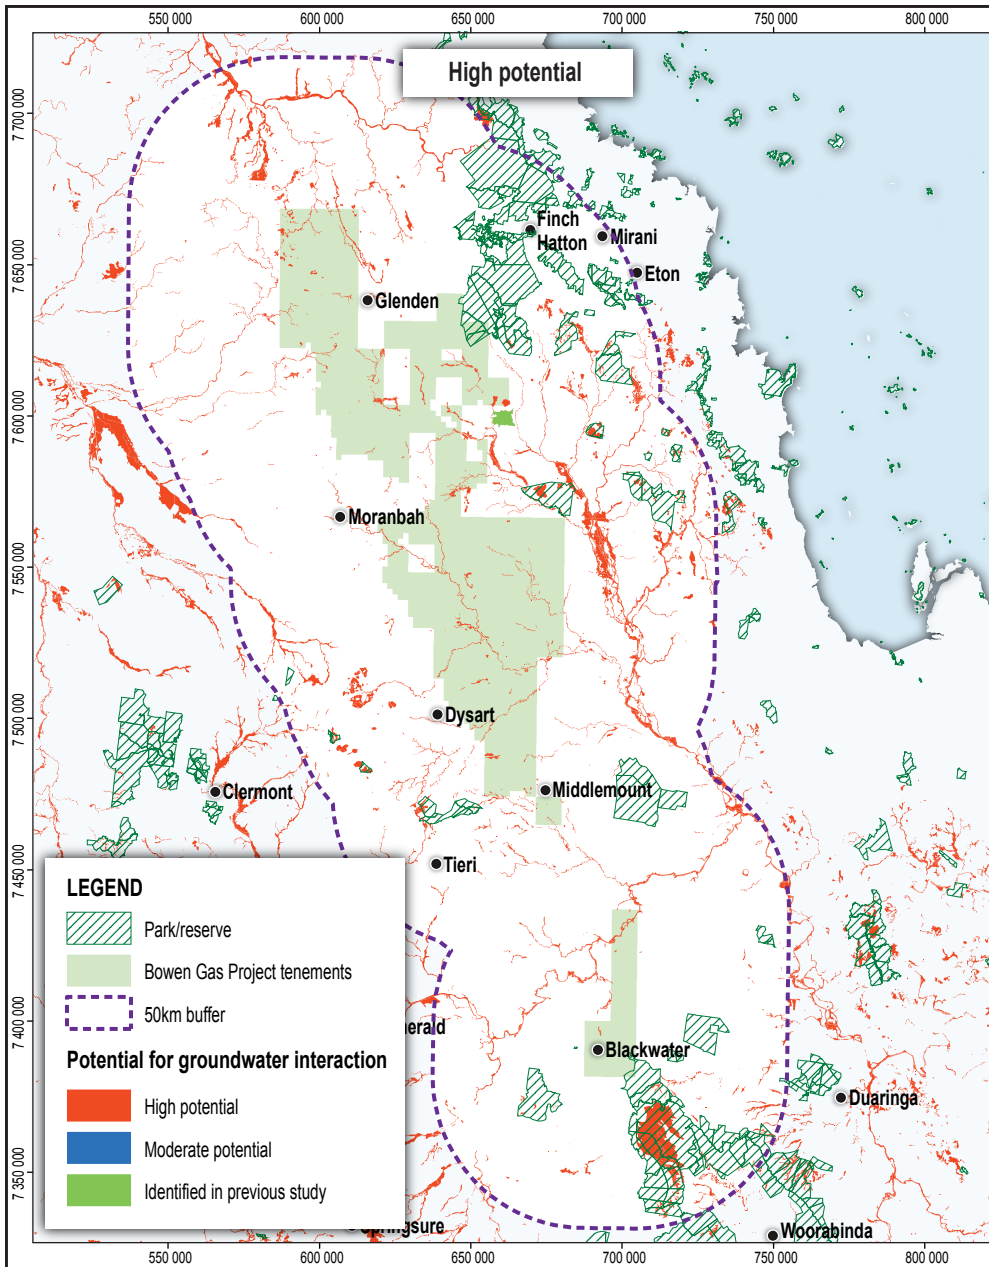 550 000 600 000 650 000 700 000 750 000 800 000
High potential
7 700 000
7 650 000
7 600 000
7 550 000
7 500 000
7 450 000
7 400 000
7 350 000
Finch
Hatton
Mirani
Eton
Glenden
Moranbah
Dysart
Clermont
Middlemount
Tieri
erald
Blackwater
Duaringa
Springsure
Woorabinda
LEGEND
Park/reserve
Bowen Gas Project tenements
50km buffer
Potential for groundwater interaction
High potential
Moderate potential
Identified in previous study
550 000 600 000 650 000 700 000 750 000 800 000